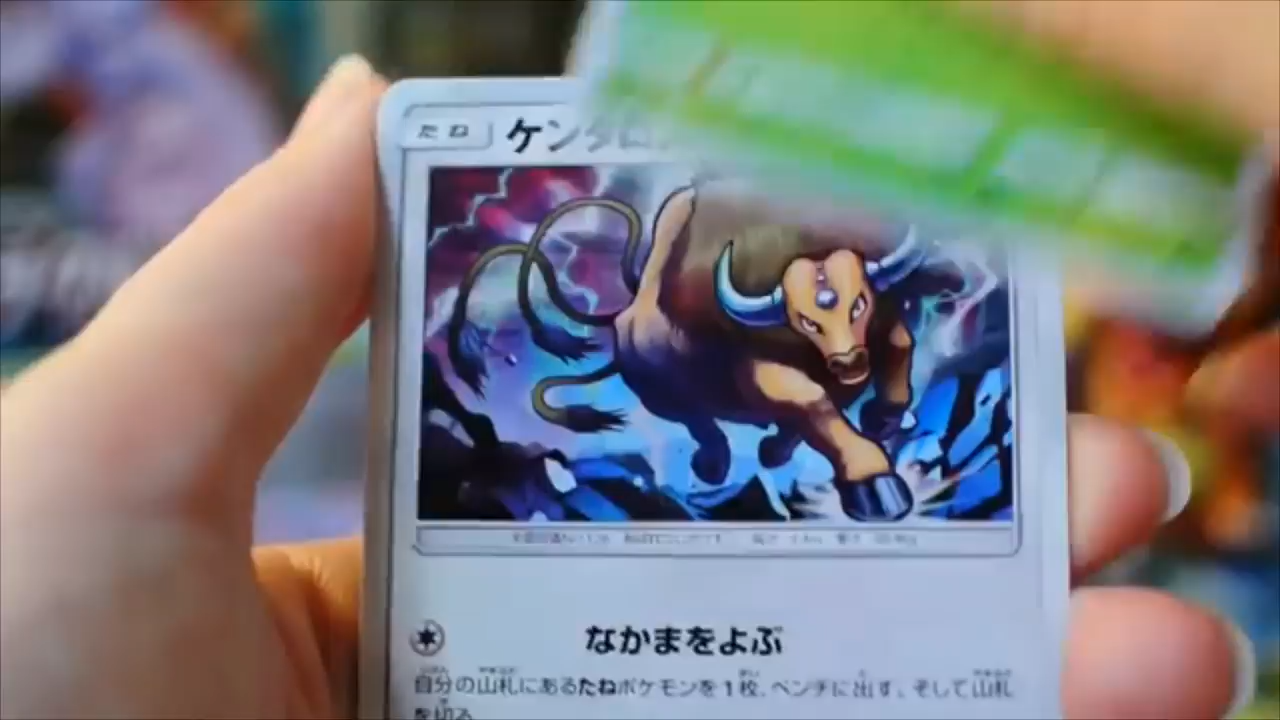 たね ケンタロ
なかまをよぶ
自分の山札にあるたねポケモンを1枚、ベンチに出す。そして山札
を切る